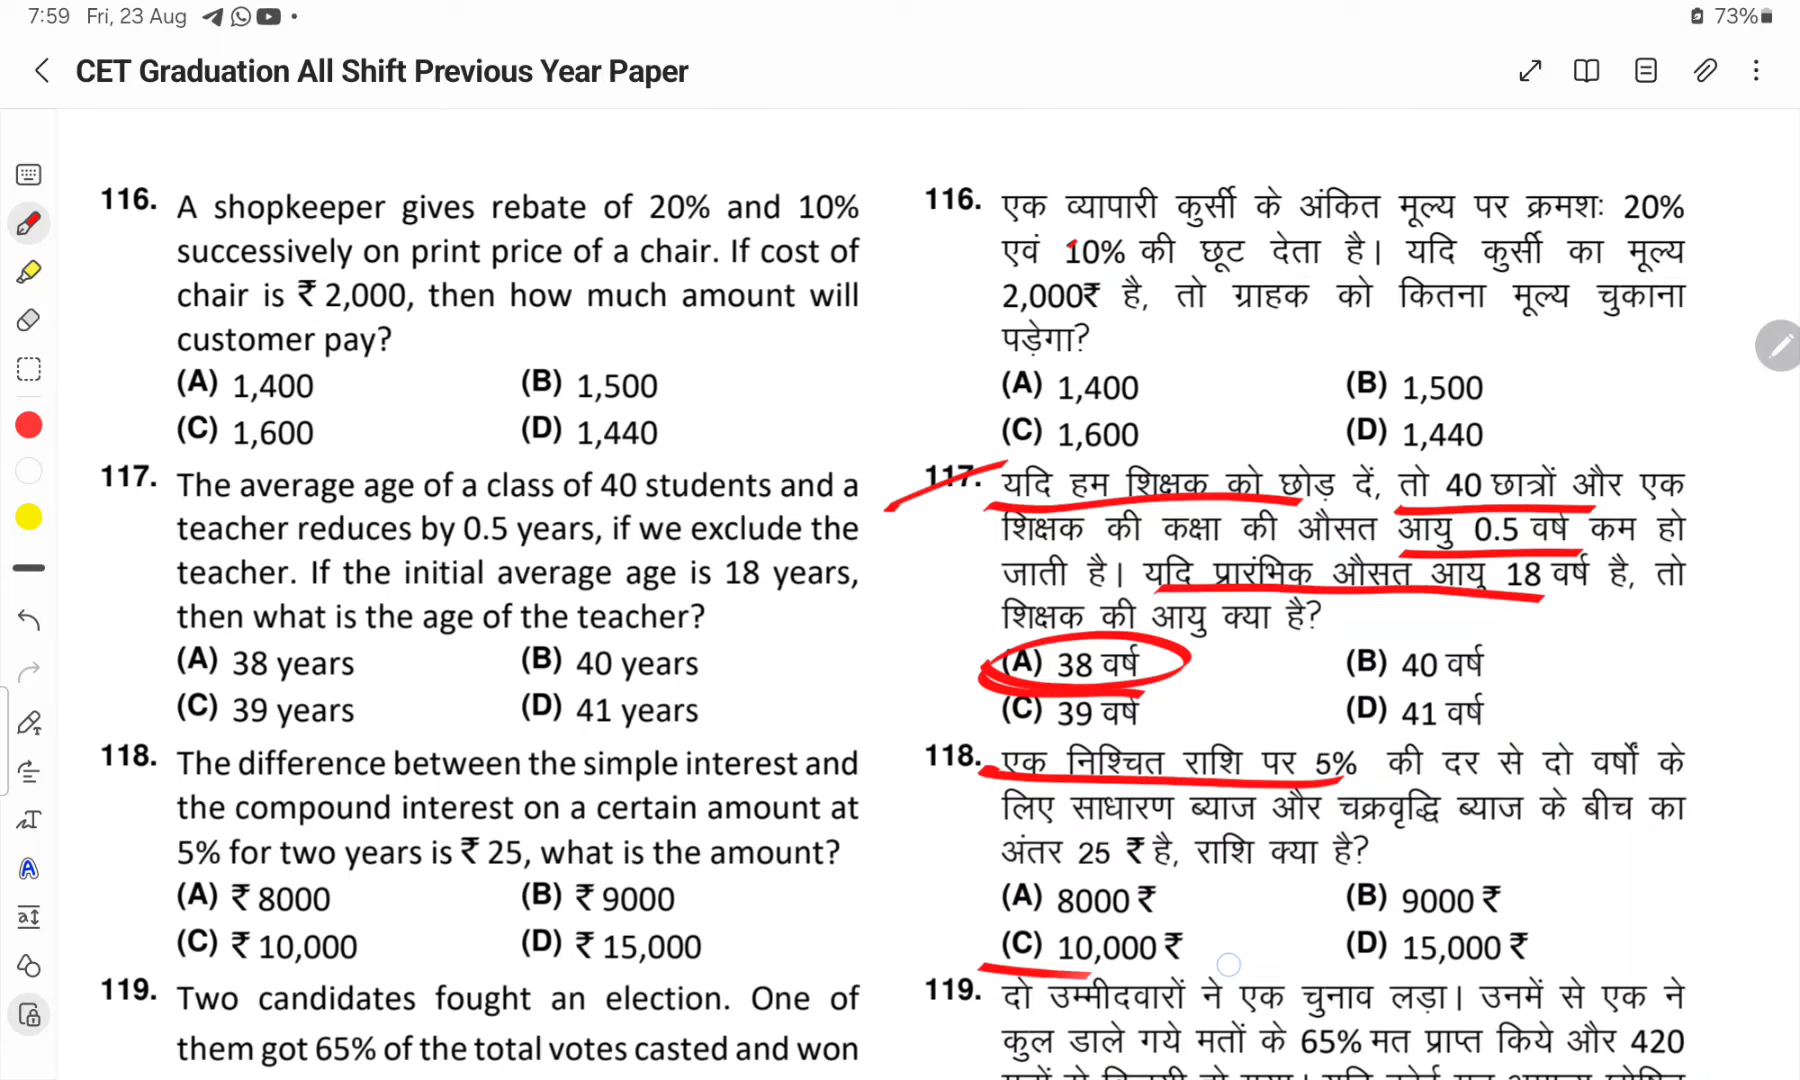 7:59 Fri, 23 Aug
73%
CET Graduation All Shift Previous Year Paper
116. A shopkeeper gives rebate of 20% and 10%
successively on print price of a chair. If cost of
chair is ₹ 2,000, then how much amount will
customer pay?
(A) 1,400 (B) 1,500
(C) 1,600 (D) 1,440
117. The average age of a class of 40 students and a
teacher reduces by 0.5 years, if we exclude the
teacher. If the initial average age is 18 years,
then what is the age of the teacher?
(A) 38 years (B) 40 years
(C) 39 years (D) 41 years
118. The difference between the simple interest and
the compound interest on a certain amount at
5% for two years is ₹ 25, what is the amount?
(A) ₹ 8000 (B) ₹ 9000
(C) ₹ 10,000 (D) ₹ 15,000
119. Two candidates fought an election. One of
them got 65% of the total votes casted and won
116. एक व्यापारी कुर्सी के अंकित मूल्य पर क्रमशः 20%
एवं 10% की छूट देता है। यदि कुर्सी का मूल्य
2,000₹ है, तो ग्राहक को कितना मूल्य चुकाना
पड़ेगा?
(A) 1,400 (B) 1,500
(C) 1,600 (D) 1,440
117. यदि हम शिक्षक को छोड़ दें, तो 40 छात्रों और एक
शिक्षक की कक्षा की औसत आयु 0.5 वर्ष कम हो
जाती है। यदि प्रारंभिक औसत आयु 18 वर्ष है, तो
शिक्षक की आयु क्या है?
(A) 38 वर्ष (B) 40 वर्ष
(C) 39 वर्ष (D) 41 वर्ष
118. एक निश्चित राशि पर 5% की दर से दो वर्षों के
लिए साधारण ब्याज और चक्रवृद्धि ब्याज के बीच का
अंतर 25 ₹ है, राशि क्या है?
(A) 8000 ₹ (B) 9000 ₹
(C) 10,000 ₹ (D) 15,000 ₹
119. दो उम्मीदवारों ने एक चुनाव लड़ा। उनमें से एक ने
कुल डाले गये मतों के 65% मत प्राप्त किये और 420